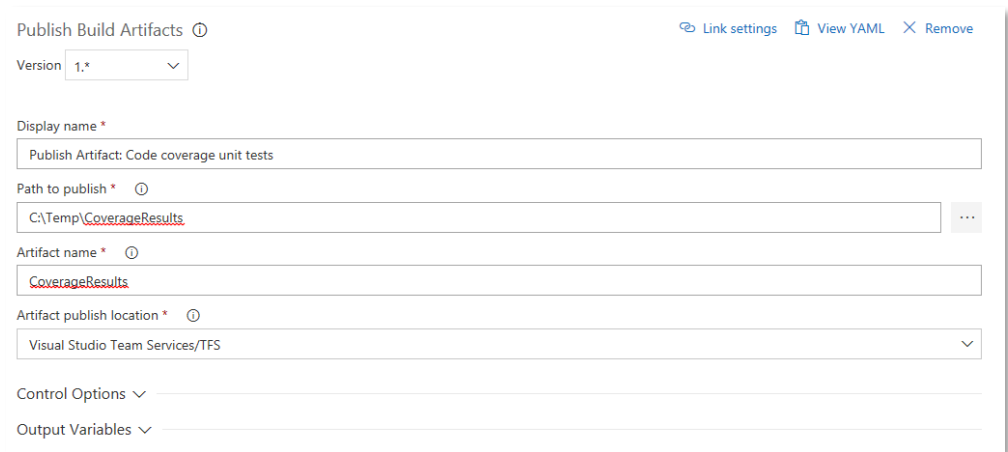 Publish Build Artifacts
Link settings View YAML Remove
Version 1.*
Display name *
Publish Artifact: Code coverage unit tests
Path to publish *
C:\Temp\CoverageResults
...
Artifact name *
CoverageResults
Artifact publish location *
Visual Studio Team Services/TFS
Control Options
Output Variables